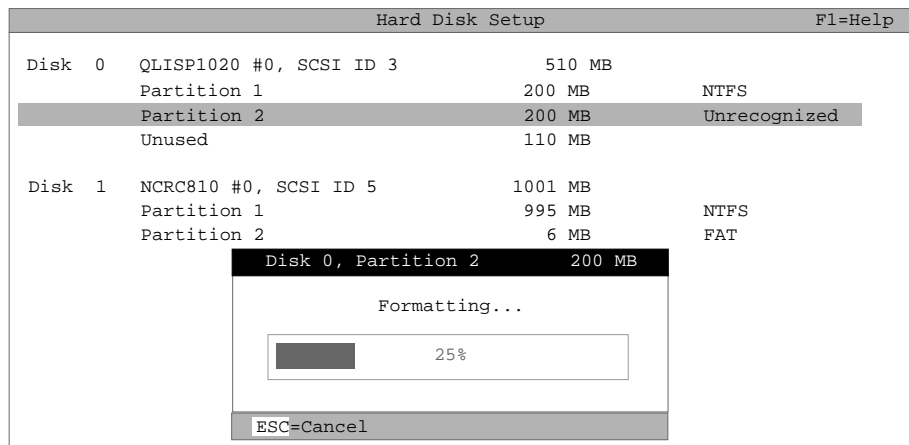 Hard Disk Setup F1=Help
Disk 0 QLISP1020 #0, SCSI ID 3 510 MB
Partition 1 200 MB NTFS
Partition 2 200 MB Unrecognized
Unused 110 MB
Disk 1 NCRC810 #0, SCSI ID 5 1001 MB
Partition 1 995 MB NTFS
Partition 2 6 MB FAT
Disk 0, Partition 2 200 MB
Formatting...
25%
ESC=Cancel